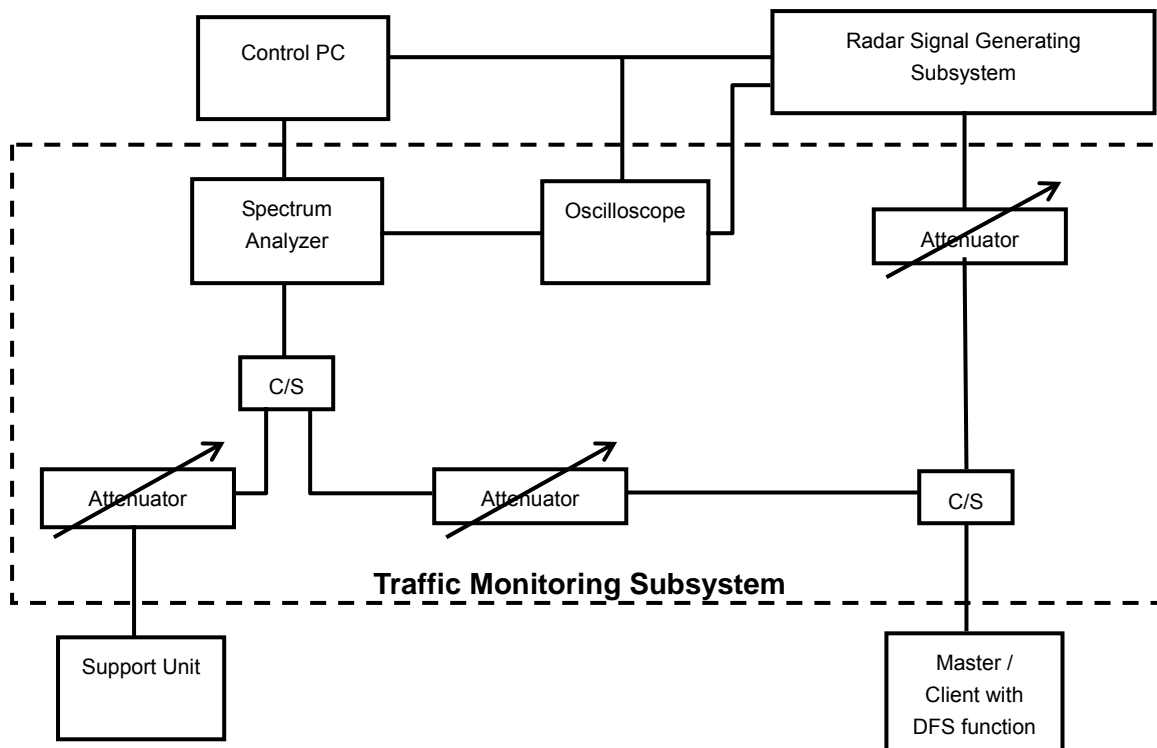 Control PC
Radar Signal Generating
Subsystem
Spectrum
Analyzer
Oscilloscope
Attenuator
C/S
Attenuator
Attenuator
C/S
Traffic Monitoring Subsystem
Support Unit
Master /
Client with
DFS function